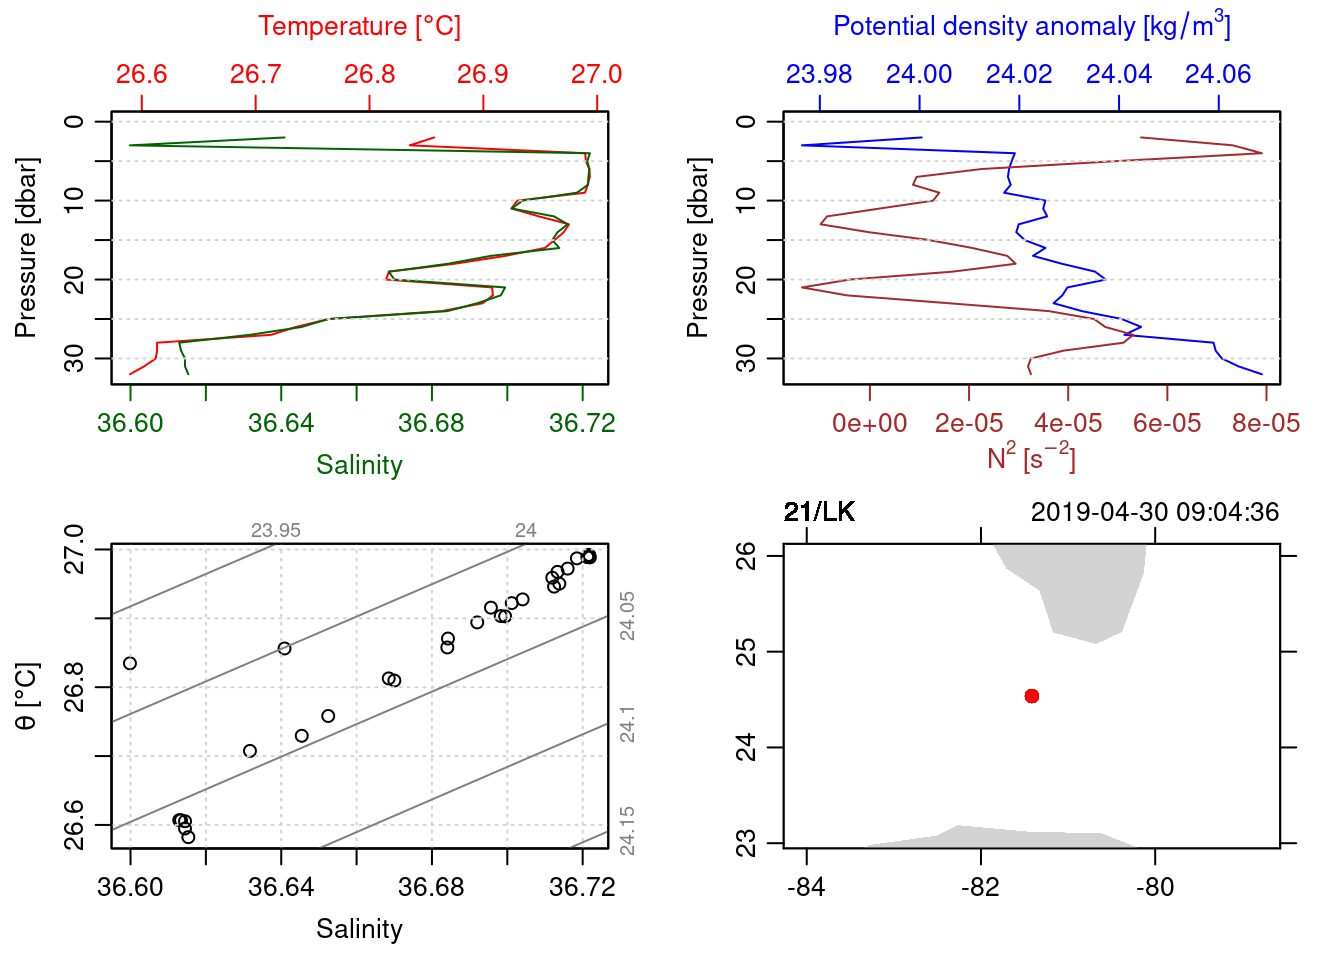 Temperature [°C]
26.6 26.7 26.8 26.9 27.0
0 10 20 30
Pressure [dbar]
36.60 36.64 36.68 36.72
Salinity
Potential density anomaly [kg/m³]
23.98 24.00 24.02 24.04 24.06
0 10 20 30
Pressure [dbar]
0e+00 2e-05 4e-05 6e-05 8e-05
N² [s⁻²]
23.95 24
27.0 26.8 26.6
θ [°C]
24.05
24.1
24.15
36.60 36.64 36.68 36.72
Salinity
21/LK 2019-04-30 09:04:36
26
25
24
23
-84 -82 -80